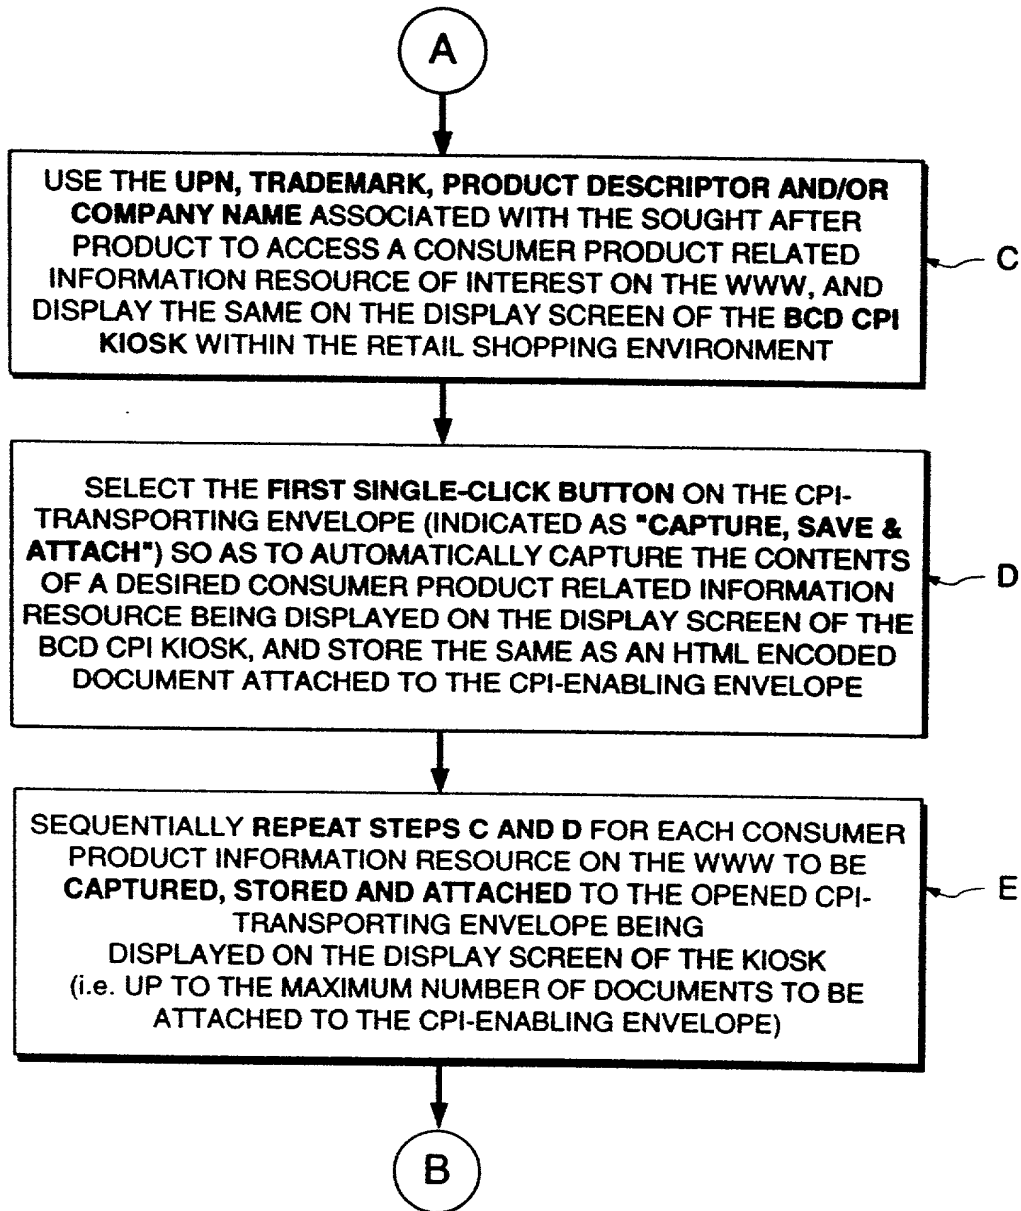 A
USE THE UPN, TRADEMARK, PRODUCT DESCRIPTOR AND/OR
COMPANY NAME ASSOCIATED WITH THE SOUGHT AFTER
PRODUCT TO ACCESS A CONSUMER PRODUCT RELATED
INFORMATION RESOURCE OF INTEREST ON THE WWW, AND
DISPLAY THE SAME ON THE DISPLAY SCREEN OF THE BCD CPI
KIOSK WITHIN THE RETAIL SHOPPING ENVIRONMENT
C
SELECT THE FIRST SINGLE-CLICK BUTTON ON THE CPI-
TRANSPORTING ENVELOPE (INDICATED AS "CAPTURE, SAVE &
ATTACH") SO AS TO AUTOMATICALLY CAPTURE THE CONTENTS
OF A DESIRED CONSUMER PRODUCT RELATED INFORMATION
RESOURCE BEING DISPLAYED ON THE DISPLAY SCREEN OF THE
BCD CPI KIOSK, AND STORE THE SAME AS AN HTML ENCODED
DOCUMENT ATTACHED TO THE CPI-ENABLING ENVELOPE
D
SEQUENTIALLY REPEAT STEPS C AND D FOR EACH CONSUMER
PRODUCT INFORMATION RESOURCE ON THE WWW TO BE
CAPTURED, STORED AND ATTACHED TO THE OPENED CPI-
TRANSPORTING ENVELOPE BEING
DISPLAYED ON THE DISPLAY SCREEN OF THE KIOSK
(i.e. UP TO THE MAXIMUM NUMBER OF DOCUMENTS TO BE
ATTACHED TO THE CPI-ENABLING ENVELOPE)
E
B